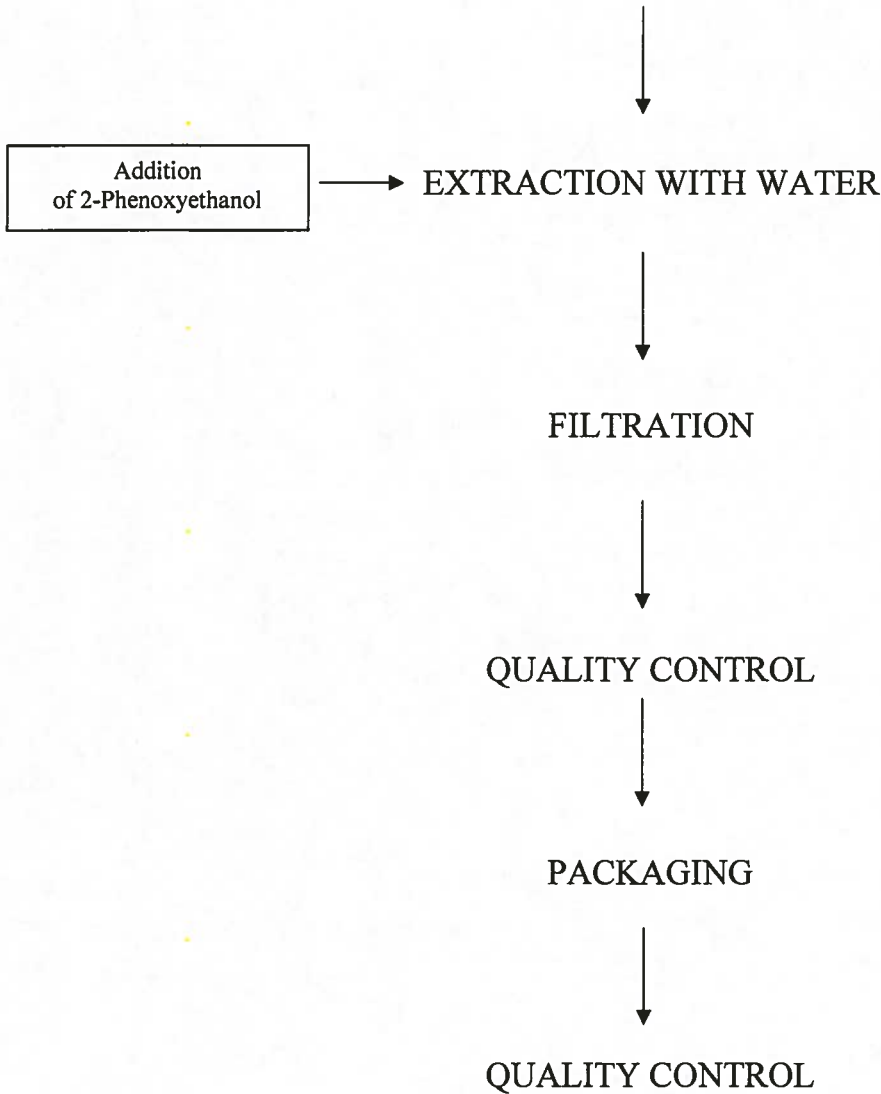 Addition
of 2-Phenoxyethanol
EXTRACTION WITH WATER
FILTRATION
QUALITY CONTROL
PACKAGING
QUALITY CONTROL